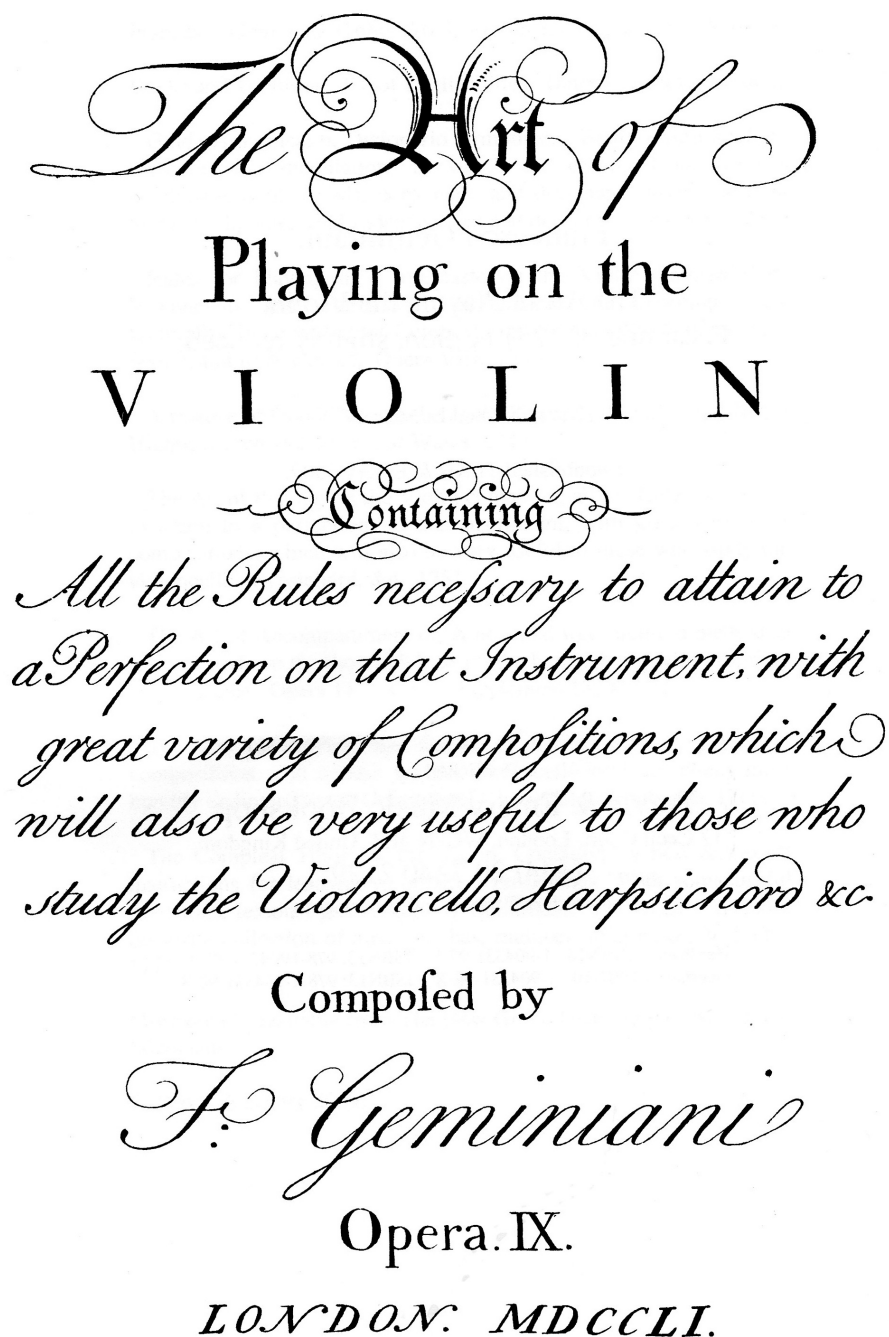 The Art of
Playing on the
VIOLIN
Containing
All the Rules neceſsary to attain to
a Perfection on that Instrument, with
great variety of Compoſitions, which
will also be very useful to those who
study the Violoncello, Harpsichord &c.
Compoſed by
F: Geminiani
Opera. IX.
LONDON. MDCCLI.